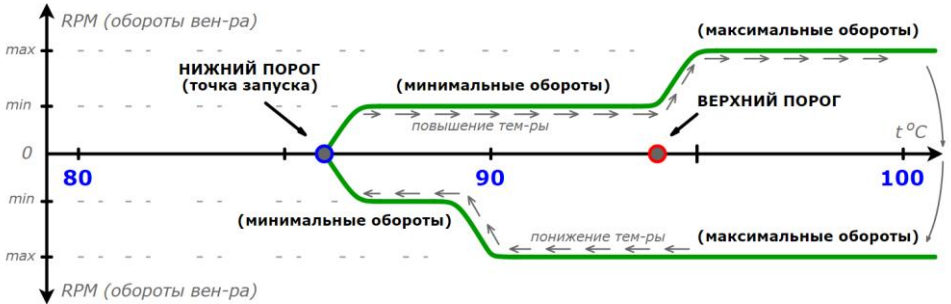 RPM (обороты вен-ра)
(максимальные обороты)
max
НИЖНИЙ ПОРОГ
(точка запуска)
(минимальные обороты)
ВЕРХНИЙ ПОРОГ
min
повышение тем-ры
t°C
0
80
90
100
min
(минимальные обороты)
понижение тем-ры
(максимальные обороты)
max
RPM (обороты вен-ра)